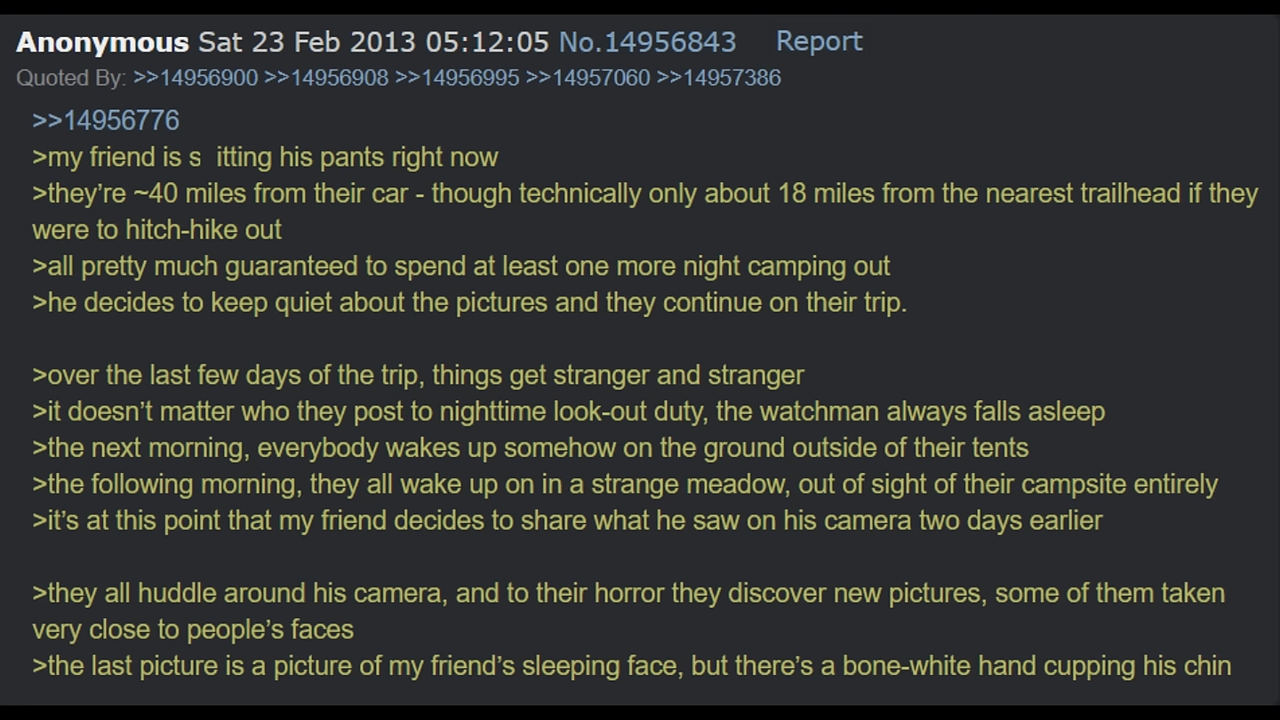 Anonymous Sat 23 Feb 2013 05:12:05 No.14956843 Report
Quoted By: >>14956900 >>14956908 >>14956995 >>14957060 >>14957386
>>14956776
>my friend is s itting his pants right now
>they’re ~40 miles from their car - though technically only about 18 miles from the nearest trailhead if they
were to hitch-hike out
>all pretty much guaranteed to spend at least one more night camping out
>he decides to keep quiet about the pictures and they continue on their trip.
>over the last few days of the trip, things get stranger and stranger
>it doesn’t matter who they post to nighttime look-out duty, the watchman always falls asleep
>the next morning, everybody wakes up somehow on the ground outside of their tents
>the following morning, they all wake up on in a strange meadow, out of sight of their campsite entirely
>it’s at this point that my friend decides to share what he saw on his camera two days earlier
>they all huddle around his camera, and to their horror they discover new pictures, some of them taken
very close to people’s faces
>the last picture is a picture of my friend’s sleeping face, but there’s a bone-white hand cupping his chin